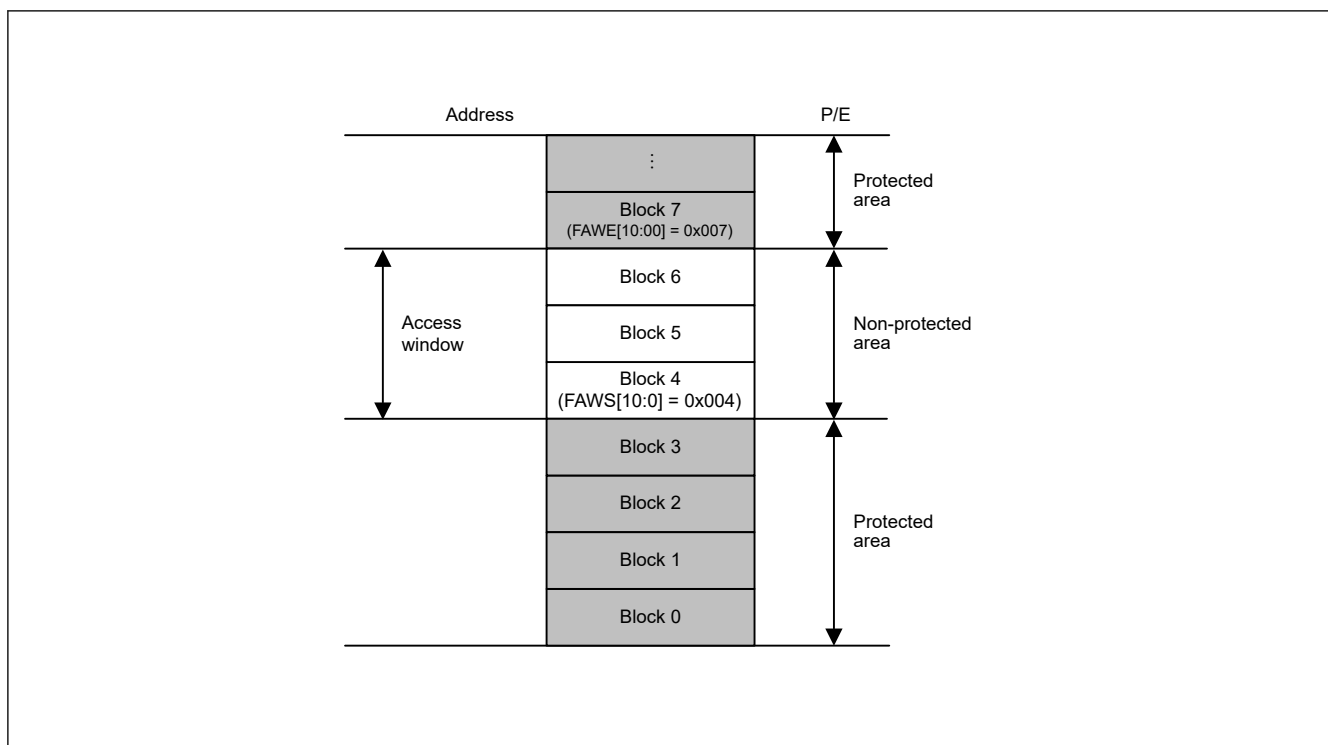 Address
P/E
⋮
Protected
area
Block 7
(FAWE[10:00] = 0x007)
Block 6
Access
window
Block 5
Non-protected
area
Block 4
(FAWS[10:0] = 0x004)
Block 3
Block 2
Protected
area
Block 1
Block 0